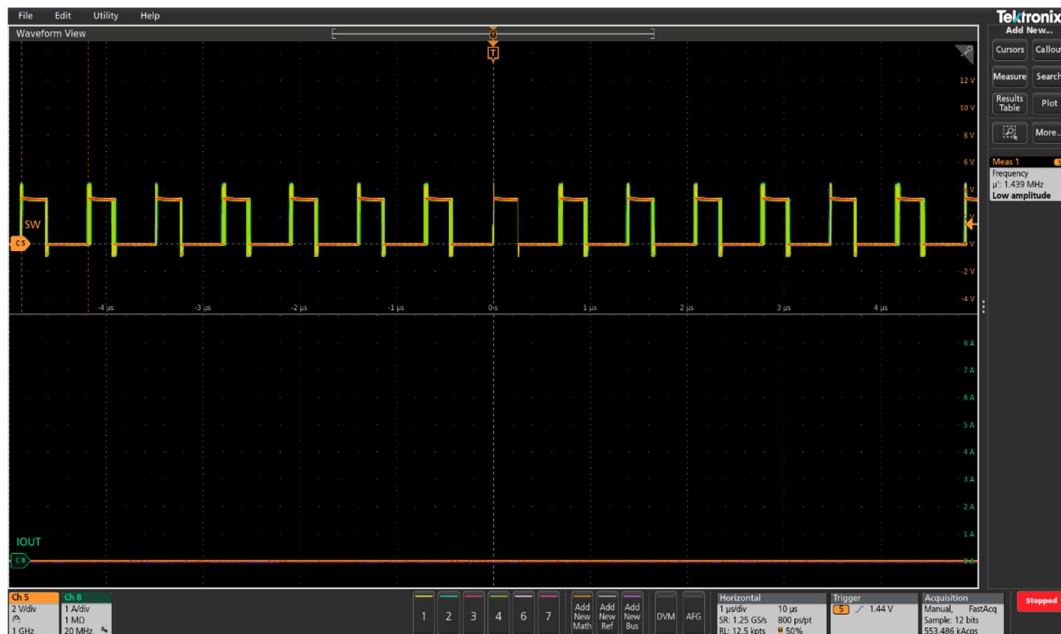 File Edit Utility Help
Tektronix
Waveform View
Add New...
T
T
Cursors Callou
Measure Search
Results Table Plot
More...
Meas 1
Frequency
µ': 1.439 MHz
Low amplitude
12 V
10 V
8 V
6 V
-2 V
-4 V
SW
C5
-4 µs -3 µs -2 µs -1 µs 0 s 1 µs 2 µs 3 µs 4 µs
8 A
7 A
6 A
5 A
4 A
3 A
2 A
1 A
IOUT
C8
Ch 5 Ch 8
2 V/div 1 A/div
1 MΩ
1 GHz 20 MHz
1 2 3 4 6 7
Add New Math
Add New Ref
Add New Bus
DVM AFG
Horizontal
1 µs/div 10 µs
SR: 1.25 GS/s 800 ps/pt
RL: 12.5 kpts 50%
Trigger
5 1.44 V
Acquisition
Manual, FastAcq
Sample: 12 bits
553.486 kAcqs
Stopped